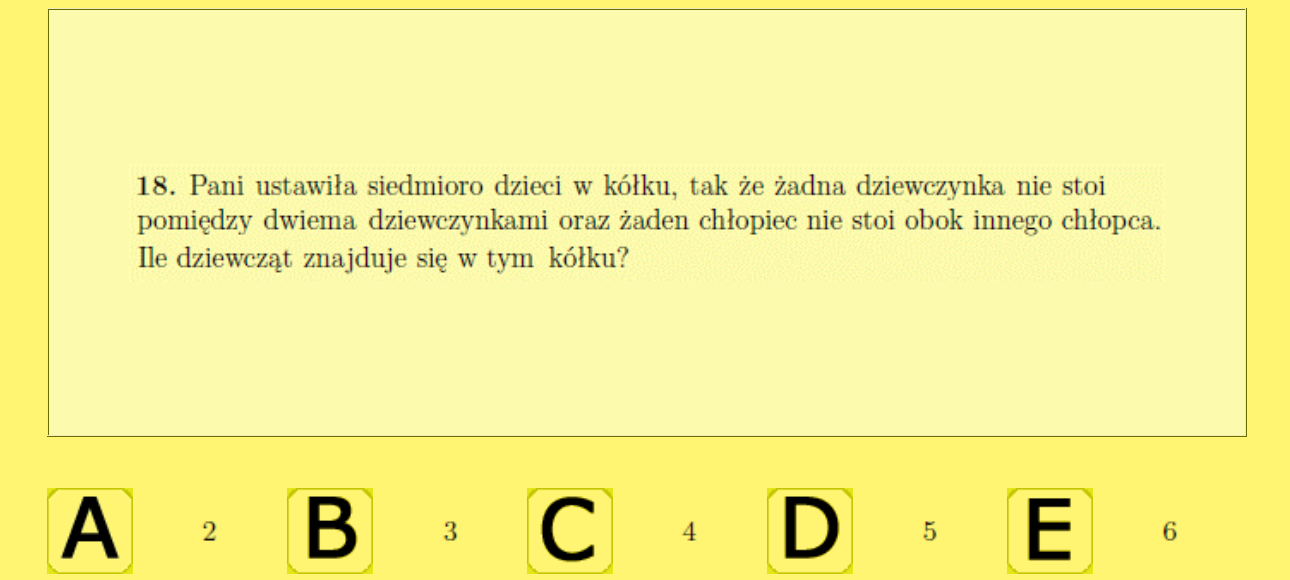 18. Pani ustawiła siedmioro dzieci w kółku, tak że żadna dziewczynka nie stoi
pomiędzy dwiema dziewczynkami oraz żaden chłopiec nie stoi obok innego chłopca.
Ile dziewcząt znajduje się w tym kółku?
A 2 B 3 C 4 D 5 E 6